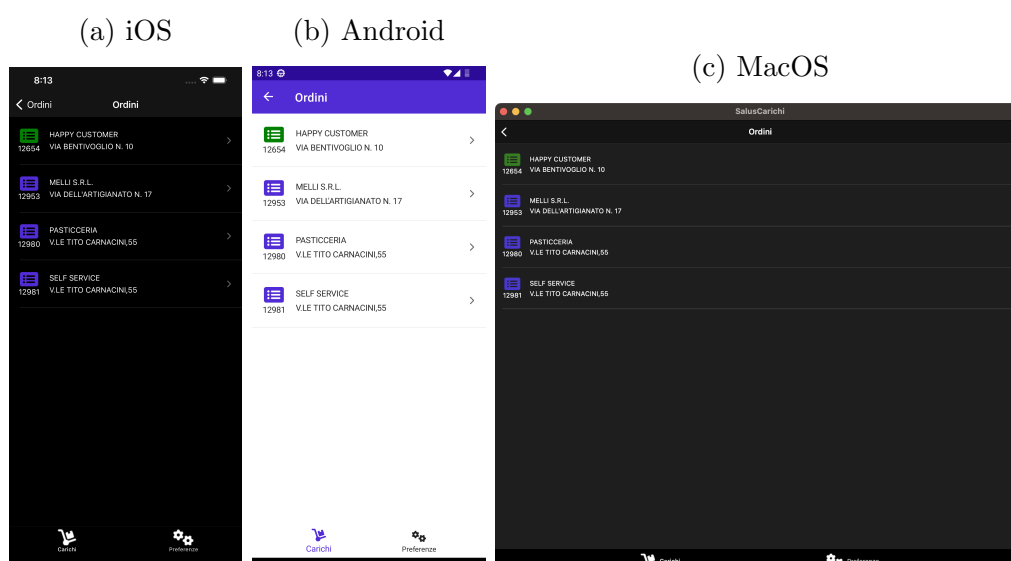 (a) iOS
8:13
Ordini
Ordini
HAPPY CUSTOMER
12654
VIA BENTIVOGLIO N. 10
MELLI S.R.L.
12953
VIA DELL'ARTIGIANATO N. 17
PASTICCERIA
12980
V.LE TITO CARNACINI,55
SELF SERVICE
12981
V.LE TITO CARNACINI,55
Carichi
Preferenze
(b) Android
8:13
Ordini
HAPPY CUSTOMER
12654
VIA BENTIVOGLIO N. 10
MELLI S.R.L.
12953
VIA DELL'ARTIGIANATO N. 17
PASTICCERIA
12980
V.LE TITO CARNACINI,55
SELF SERVICE
12981
V.LE TITO CARNACINI,55
Carichi
Preferenze
(c) MacOS
SalusCarichi
Ordini
HAPPY CUSTOMER
12654
VIA BENTIVOGLIO N. 10
MELLI S.R.L.
12953
VIA DELL'ARTIGIANATO N. 17
PASTICCERIA
12980
V.LE TITO CARNACINI,55
SELF SERVICE
12981
V.LE TITO CARNACINI,55
Carichi
Preferenze